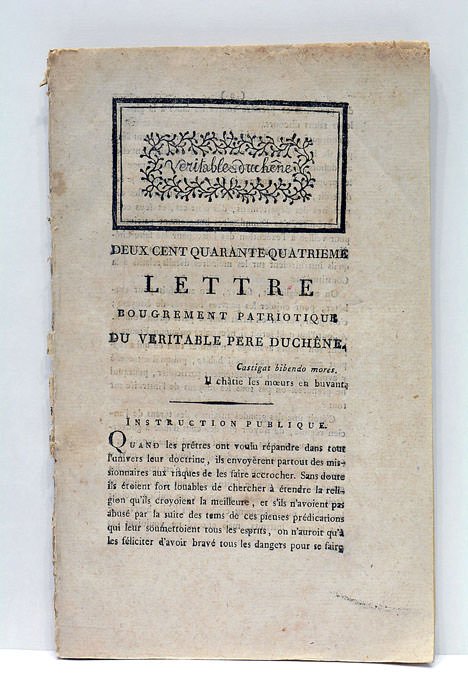 Veritable duchêne
DEUX CENT QUARANTE-QUATRIEME
LETTRE
BOUGREMENT PATRIOTIQUE
DU VERITABLE PERE DUCHÊNE.
Castigat bibendo mores.
Il châtie les mœurs en buvant.
INSTRUCTION PUBLIQUE.
QUAND les prêtres ont voulu répandre dans tout
l'univers leur doctrine, ils envoyèrent partout des mis-
sionnaires aux risques de les faire accrocher. Sans doute
ils étoient fort louables de chercher à étendre la reli-
gion qu'ils croyoient la meilleure, et s'ils n'avoient pas
abusé par la suite des tems de ces pieuses prédications
qui leur soumettoient tous les esprits, on n'auroit qu'à
les féliciter d'avoir bravé tous les dangers pour se faire